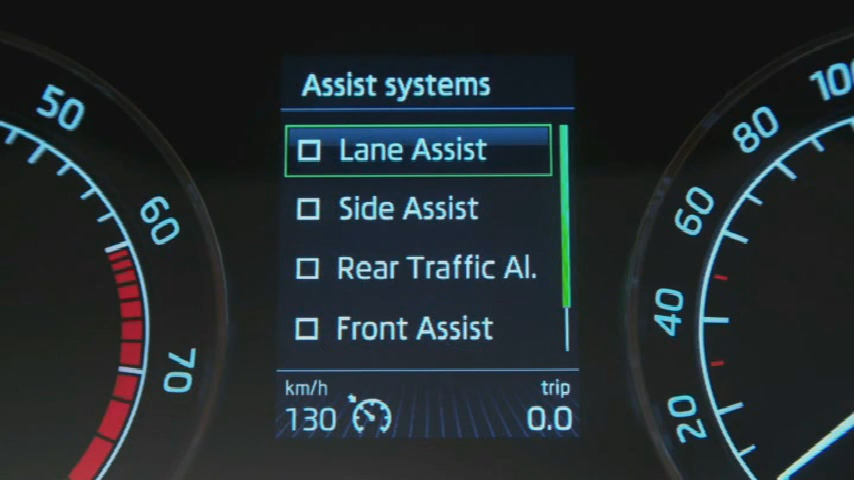 Assist systems
Lane Assist
Side Assist
Rear Traffic Al.
Front Assist
km/h trip
130 0.0
50
60
70
100
80
60
40
20